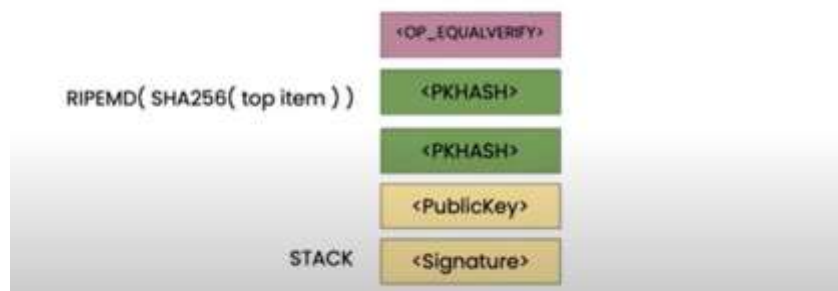 <OP_EQUALVERIFY>
RIPEMD( SHA256( top item ) ) <PKHASH>
<PKHASH>
<PublicKey>
STACK <Signature>